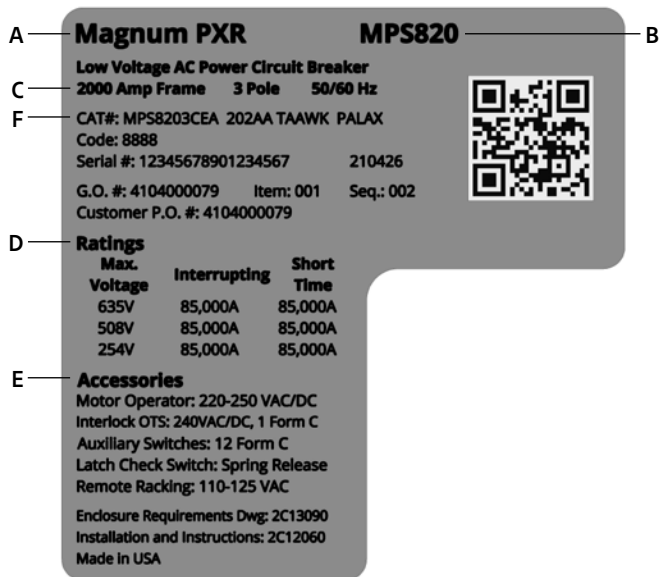 A Magnum PXR MPS820 B
Low Voltage AC Power Circuit Breaker
C 2000 Amp Frame 3 Pole 50/60 Hz
F CAT#: MPS8203CEA 202AA TAAWK PALAX
Code: 8888
Serial #: 12345678901234567 210426
G.O. #: 4104000079 Item: 001 Seq.: 002
Customer P.O. #: 4104000079
D Ratings
Max. Voltage Interrupting Short Time
635V 85,000A 85,000A
508V 85,000A 85,000A
254V 85,000A 85,000A
E Accessories
Motor Operator: 220-250 VAC/DC
Interlock OTS: 240VAC/DC, 1 Form C
Auxiliary Switches: 12 Form C
Latch Check Switch: Spring Release
Remote Racking: 110-125 VAC
Enclosure Requirements Dwg: 2C13090
Installation and Instructions: 2C12060
Made in USA